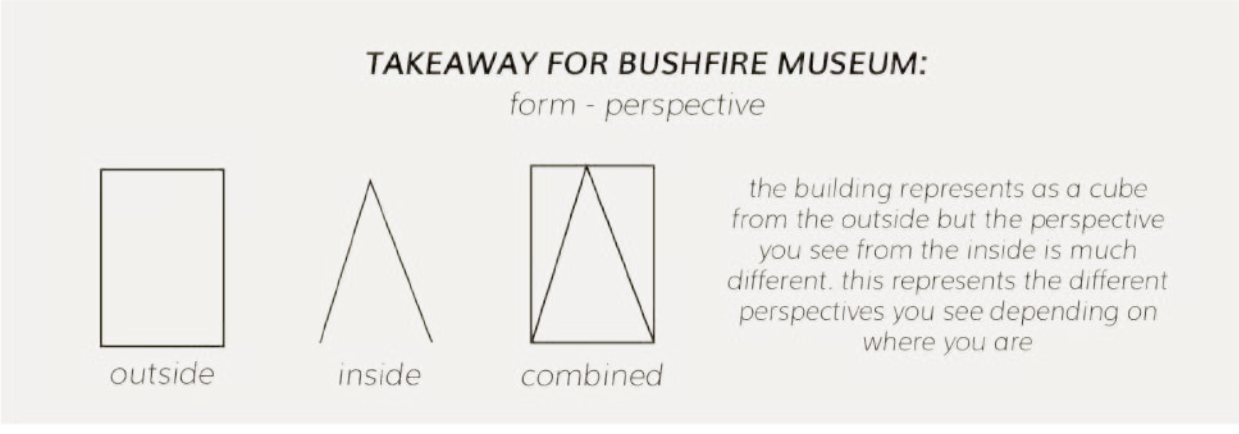 TAKEAWAY FOR BUSHFIRE MUSEUM:
form - perspective
the building represents as a cube
from the outside but the perspective
you see from the inside is much
different. this represents the different
perspectives you see depending on
where you are
outside
inside
combined